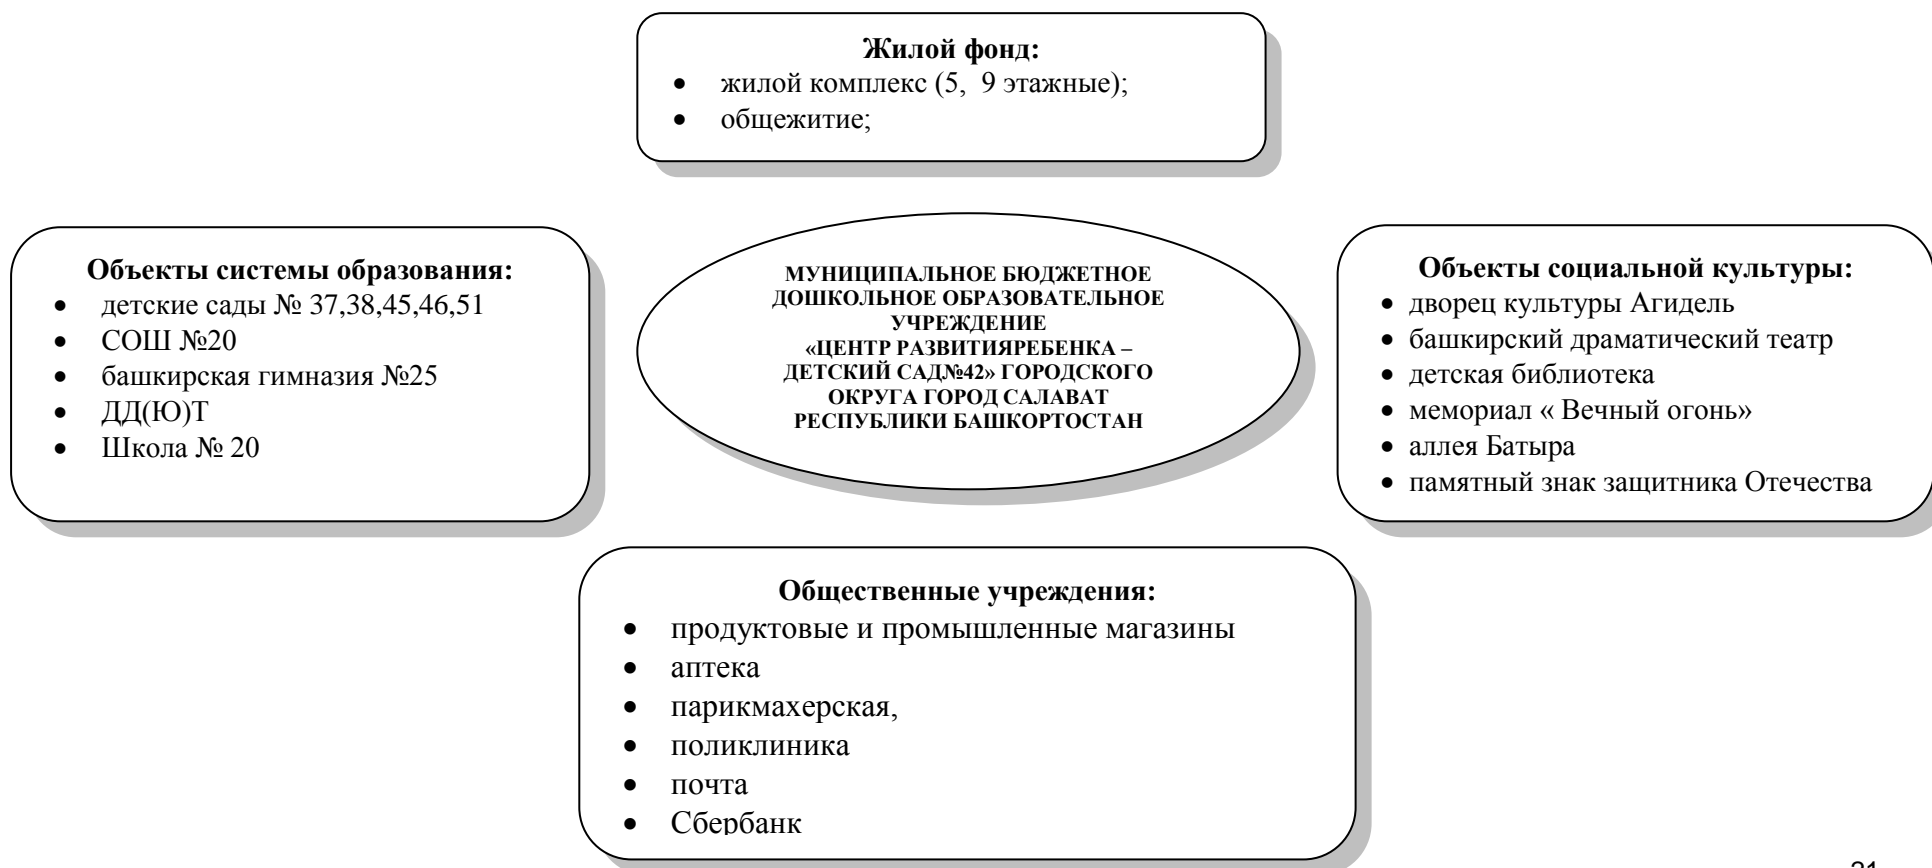 Жилой фонд:
• жилой комплекс (5, 9 этажные);
• общежитие;
Объекты системы образования:
• детские сады № 37,38,45,46,51
• СОШ №20
• башкирская гимназия №25
• ДД(Ю)Т
• Школа № 20
МУНИЦИПАЛЬНОЕ БЮДЖЕТНОЕ
ДОШКОЛЬНОЕ ОБРАЗОВАТЕЛЬНОЕ
УЧРЕЖДЕНИЕ
«ЦЕНТР РАЗВИТИЯРЕБЕНКА –
ДЕТСКИЙ САД№42» ГОРОДСКОГО
ОКРУГА ГОРОД САЛАВАТ
РЕСПУБЛИКИ БАШКОРТОСТАН
Объекты социальной культуры:
• дворец культуры Агидель
• башкирский драматический театр
• детская библиотека
• мемориал « Вечный огонь»
• аллея Батыра
• памятный знак защитника Отечества
Общественные учреждения:
• продуктовые и промышленные магазины
• аптека
• парикмахерская,
• поликлиника
• почта
• Сбербанк